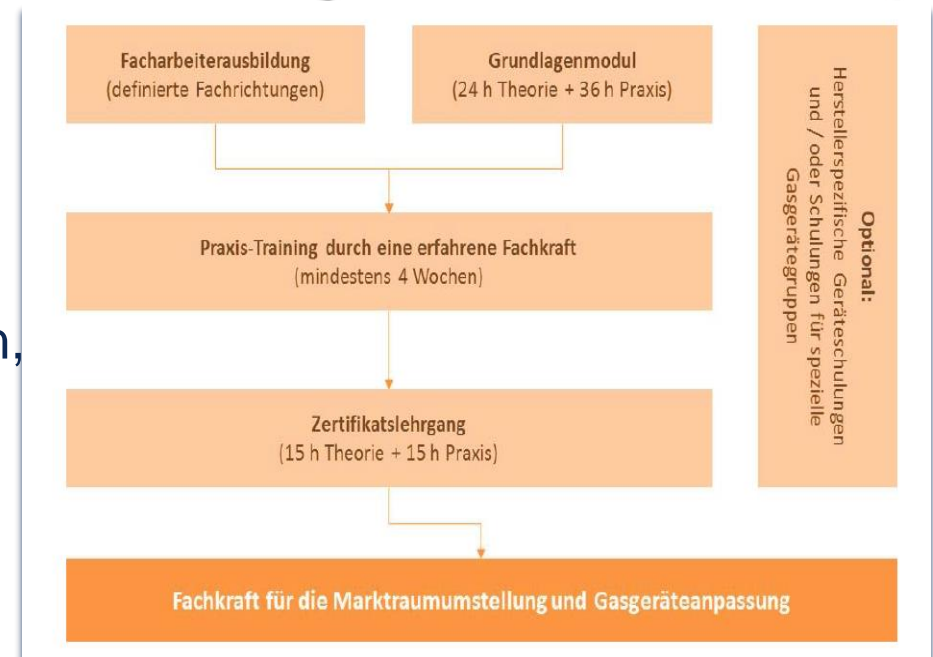 Facharbeiterausbildung
(definierte Fachrichtungen)
Grundlagenmodul
(24 h Theorie + 36 h Praxis)
Optional:
Herstellerspezifische Geräteschulungen
und / oder Schulungen für spezielle
Gasgerätegruppen
Praxis-Training durch eine erfahrene Fachkraft
(mindestens 4 Wochen)
n,
Zertifikatslehrgang
(15 h Theorie + 15 h Praxis)
Fachkraft für die Marktraumumstellung und Gasgeräteanpassung